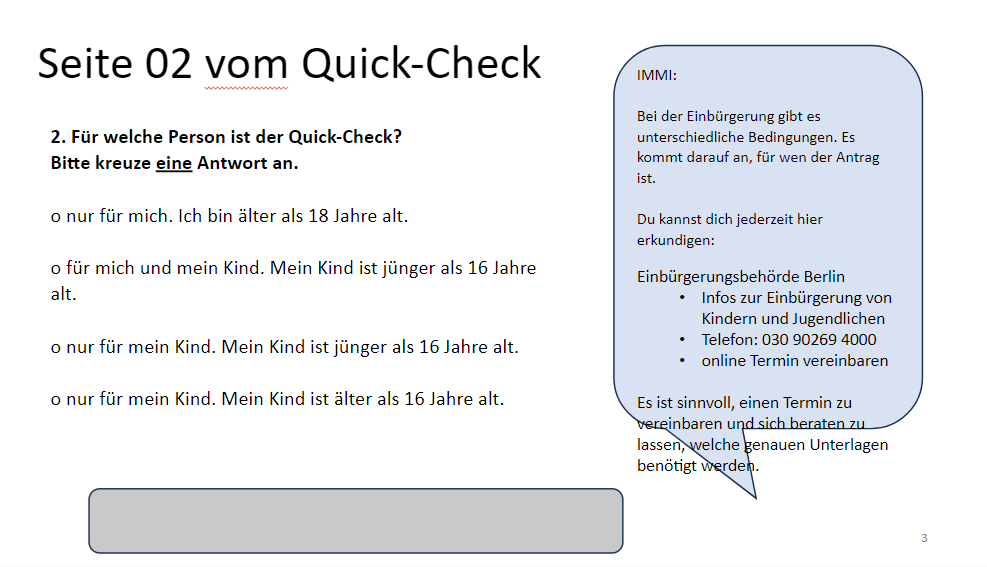 Seite 02 vom Quick-Check
2. Für welche Person ist der Quick-Check?
Bitte kreuze eine Antwort an.
o nur für mich. Ich bin älter als 18 Jahre alt.
o für mich und mein Kind. Mein Kind ist jünger als 16 Jahre
alt.
o nur für mein Kind. Mein Kind ist jünger als 16 Jahre alt.
o nur für mein Kind. Mein Kind ist älter als 16 Jahre alt.
IMMI:
Bei der Einbürgerung gibt es
unterschiedliche Bedingungen. Es
kommt darauf an, für wen der Antrag
ist.
Du kannst dich jederzeit hier
erkundigen:
Einbürgerungsbehörde Berlin
• Infos zur Einbürgerung von
Kindern und Jugendlichen
• Telefon: 030 90269 4000
• online Termin vereinbaren
Es ist sinnvoll, einen Termin zu
vereinbaren und sich beraten zu
lassen, welche genauen Unterlagen
benötigt werden.
3